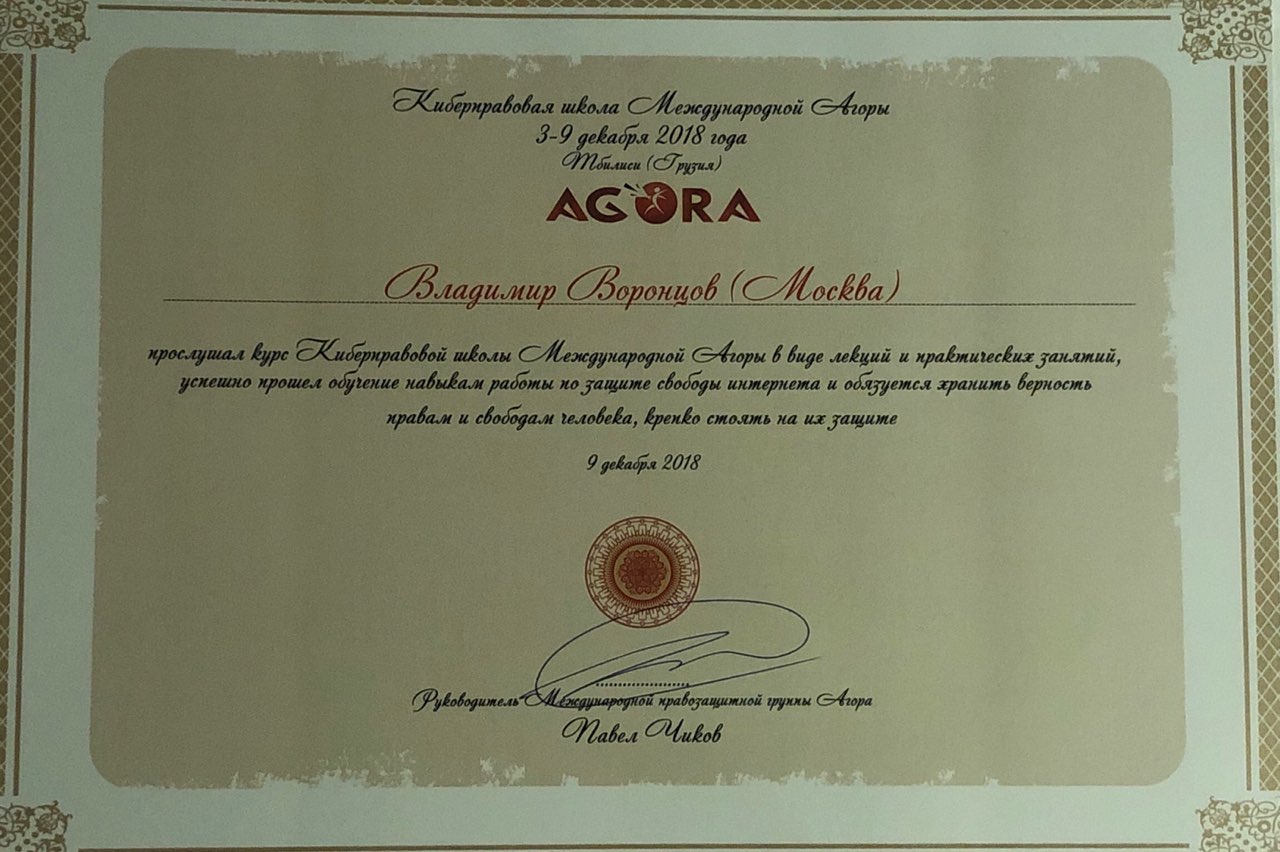 Киберправовая школа Международной Агоры
3-9 декабря 2018 года
Тбилиси (Грузия)
AGORA
Владимир Воронцов (Москва)
прослушал курс Киберправовой школы Международной Агоры в виде лекций и практических занятий,
успешно прошел обучение навыкам работы по защите свободы интернета и обязуется хранить верность
правам и свободам человека, крепко стоять на их защите
9 декабря 2018
Руководитель Международной правозащитной группы Агора
Павел Чиков